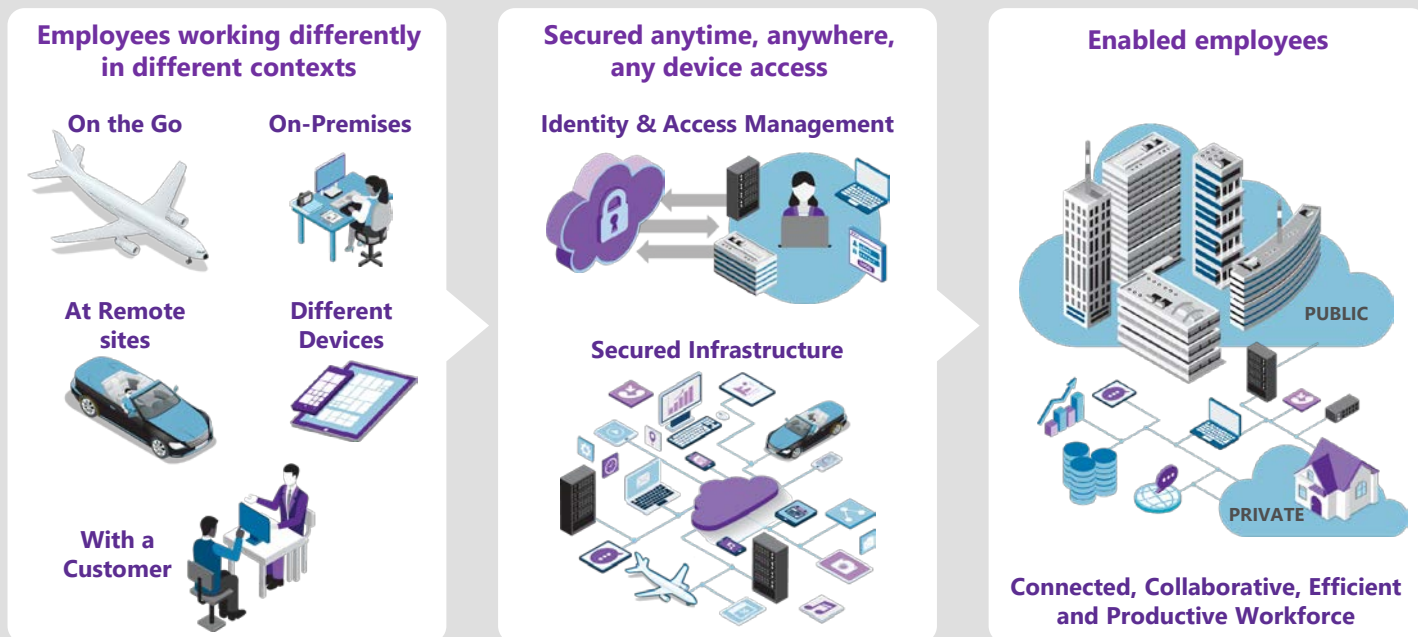 Employees working differently
in different contexts
On the Go
On-Premises
At Remote
sites
Different
Devices
With a
Customer
Secured anytime, anywhere,
any device access
Identity & Access Management
Secured Infrastructure
Enabled employees
PUBLIC
PRIVATE
Connected, Collaborative, Efficient
and Productive Workforce